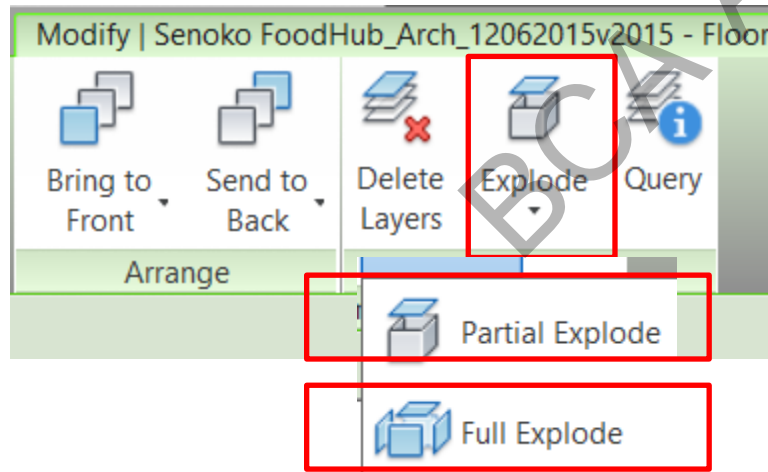 Modify | Senoko FoodHub_Arch_12062015v2015 - Floor
Bring to
Front
Send to
Back
Delete
Layers
Explode
Query
Arrange
Partial Explode
Full Explode
BCA A